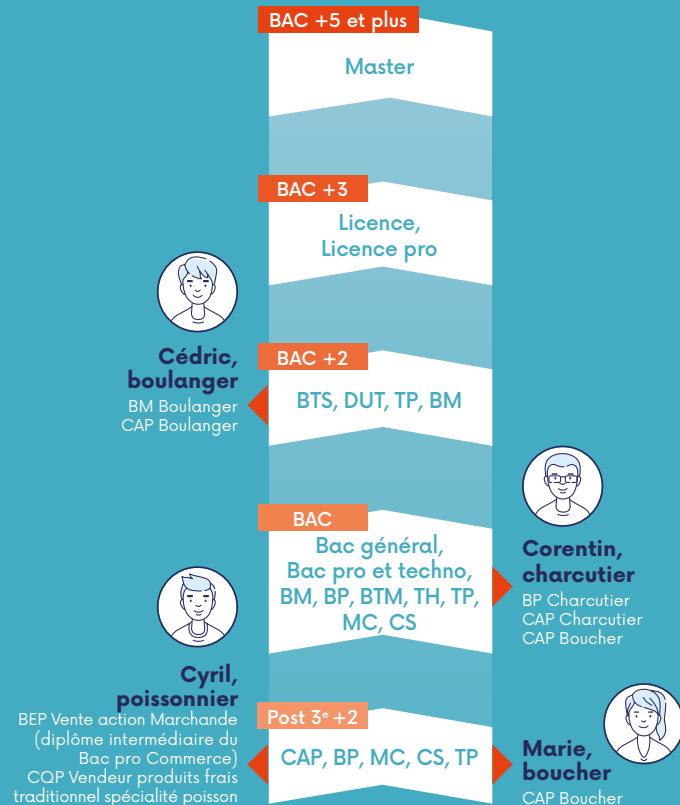 BAC +5 et plus
Master
BAC +3
Licence,
Licence pro
BAC +2
BTS, DUT, TP, BM
Cédric,
boulanger
BM Boulanger
CAP Boulanger
BAC
Bac général,
Bac pro et techno,
BM, BP, BTM, TH, TP,
MC, CS
Corentin,
charcutier
BP Charcutier
CAP Charcutier
CAP Boucher
Cyril,
poissonnier
BEP Vente action Marchande
(diplôme intermédiaire du
Bac pro Commerce)
CQP Vendeur produits frais
traditionnel spécialité poisson
Post 3ᵉ +2
CAP, BP, MC, CS, TP
Marie,
boucher
CAP Boucher